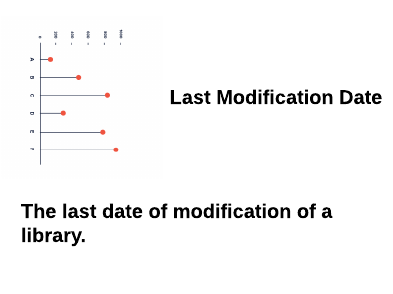 0 200 400 600 800 1000
A
B
C
D
E
F
Last Modification Date
The last date of modification of a
library.